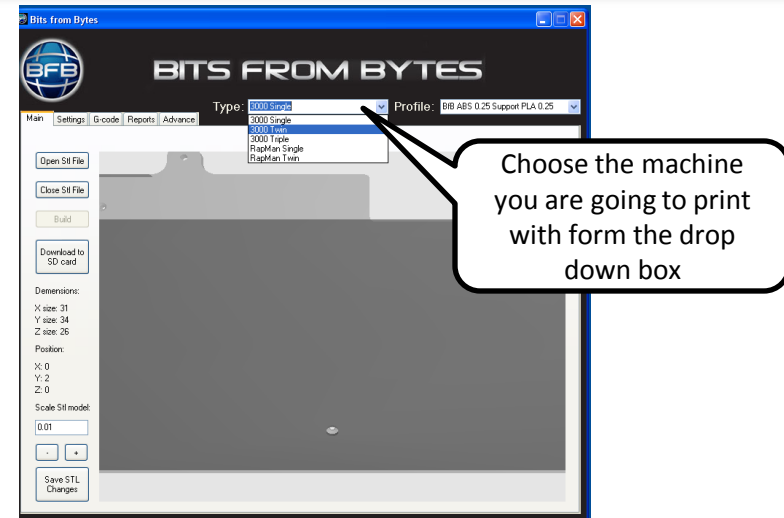 Bits from Bytes
BFB
BITS FROM BYTES
Type: 3000 Single Profile: BfB ABS 0.25 Support PLA 0.25
Main Settings G-code Reports Advance
3000 Single
3000 Twin
3000 Triple
RapMan Single
RapMan Twin
Open Stl File
Close Stl File
Build
Download to
SD card
Demensions:
X size: 31
Y size: 34
Z size: 26
Position:
X: 0
Y: 2
Z: 0
Scale Stl model:
0.01
- +
Save STL
Changes
Choose the machine
you are going to print
with form the drop
down box